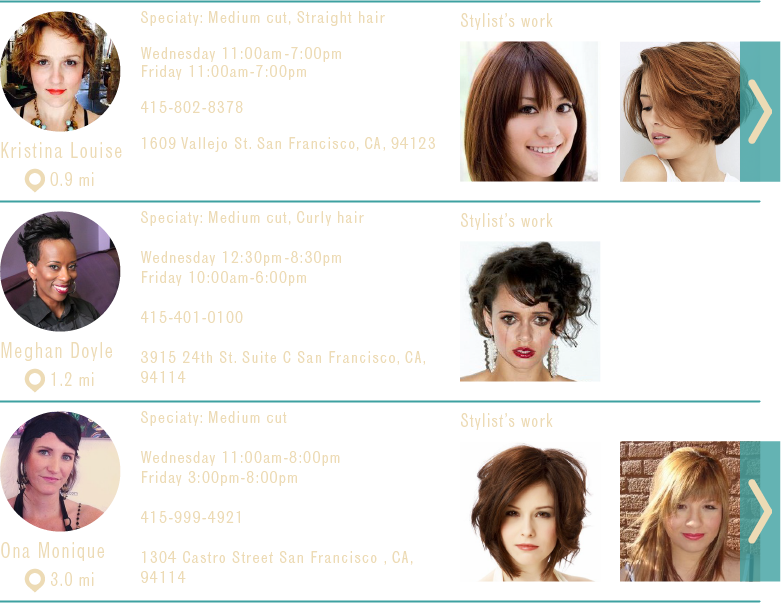 Speciaty: Medium cut, Straight hair
Stylist's work
Wednesday 11:00am-7:00pm
Friday 11:00am-7:00pm
415-802-8378
1609 Vallejo St. San Francisco, CA, 94123
Kristina Louise
0.9 mi
Speciaty: Medium cut, Curly hair
Stylist's work
Wednesday 12:30pm-8:30pm
Friday 10:00am-6:00pm
415-401-0100
Meghan Doyle
3915 24th St. Suite C San Francisco, CA,
94114
1.2 mi
Speciaty: Medium cut
Stylist's work
Wednesday 11:00am-8:00pm
Friday 3:00pm-8:00pm
415-999-4921
Ona Monique
1304 Castro Street San Francisco , CA,
94114
3.0 mi